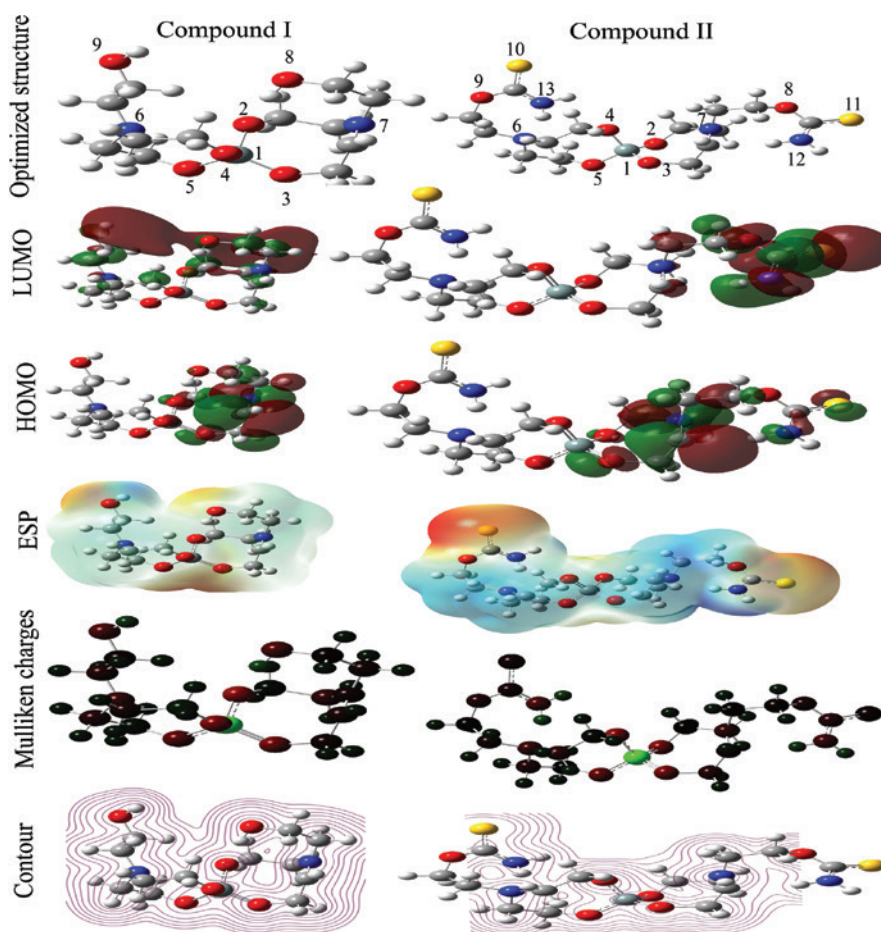 Compound I
Compound II
Optimized structure
9
8
2
6
7
1
4
5
3
10
9
13
4
8
11
6
2
7
12
5
1
3
LUMO
HOMO
ESP
Mulliken charges
Contour